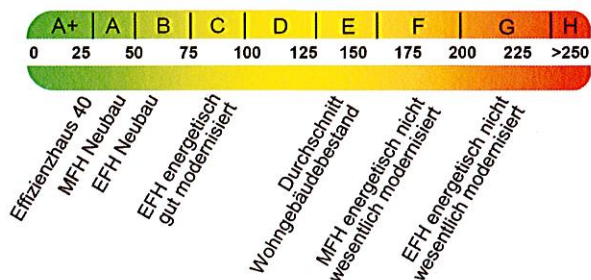 A+ A B C D E F G H
0 25 50 75 100 125 150 175 200 225 >250
Effizienzhaus 40
MFH Neubau
EFH Neubau
EFH energetisch
gut modernisiert
Durchschnitt
Wohngebäudebestand
MFH energetisch nicht
wesentlich modernisiert
EFH energetisch nicht
wesentlich modernisiert